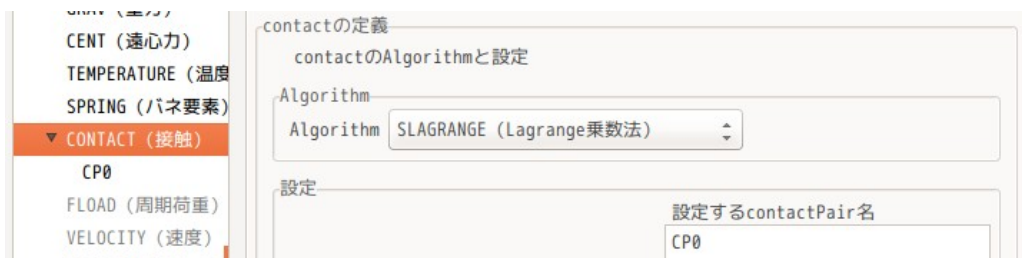 CENT (遠心力)
TEMPERATURE (温度
SPRING (バネ要素)
CONTACT (接触)
CP0
FLOAD (周期荷重)
VELOCITY (速度)
contactの定義
contactのAlgorithmと設定
Algorithm
Algorithm SLAGRANGE (Lagrange乗数法)
設定
設定するcontactPair名
CP0